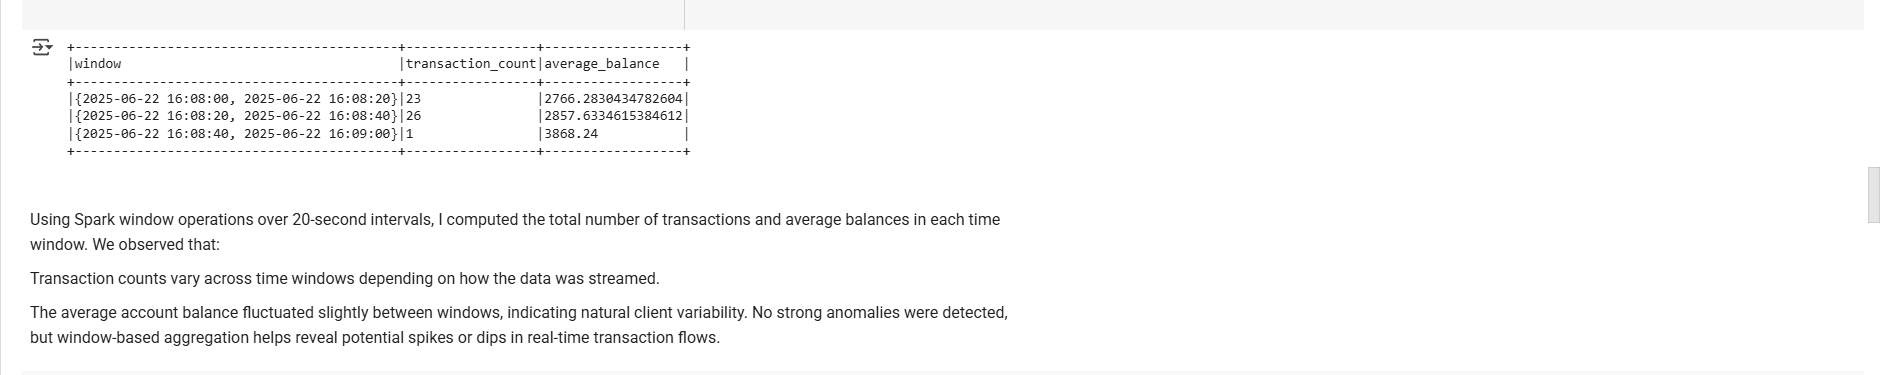 +------------------------------------------+-----------------+------------------+
|window                                    |transaction_count|average_balance   |
+------------------------------------------+-----------------+------------------+
|{2025-06-22 16:08:00, 2025-06-22 16:08:20}|23               |2766.2830434782604|
|{2025-06-22 16:08:20, 2025-06-22 16:08:40}|26               |2857.6334615384612|
|{2025-06-22 16:08:40, 2025-06-22 16:09:00}|1                |3868.24           |
+------------------------------------------+-----------------+------------------+
Using Spark window operations over 20-second intervals, I computed the total number of transactions and average balances in each time
window. We observed that:
Transaction counts vary across time windows depending on how the data was streamed.
The average account balance fluctuated slightly between windows, indicating natural client variability. No strong anomalies were detected,
but window-based aggregation helps reveal potential spikes or dips in real-time transaction flows.